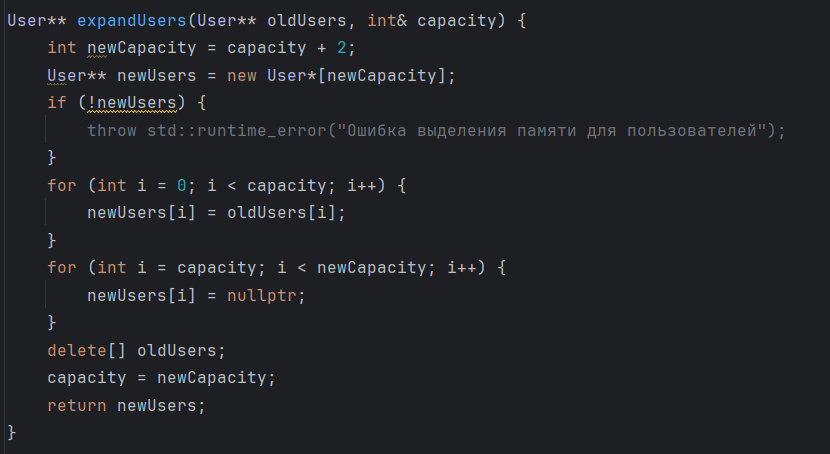 User** expandUsers(User** oldUsers, int& capacity) {
    int newCapacity = capacity + 2;
    User** newUsers = new User*[newCapacity];
    if (!newUsers) {
        throw std::runtime_error("Ошибка выделения памяти для пользователей");
    }
    for (int i = 0; i < capacity; i++) {
        newUsers[i] = oldUsers[i];
    }
    for (int i = capacity; i < newCapacity; i++) {
        newUsers[i] = nullptr;
    }
    delete[] oldUsers;
    capacity = newCapacity;
    return newUsers;
}